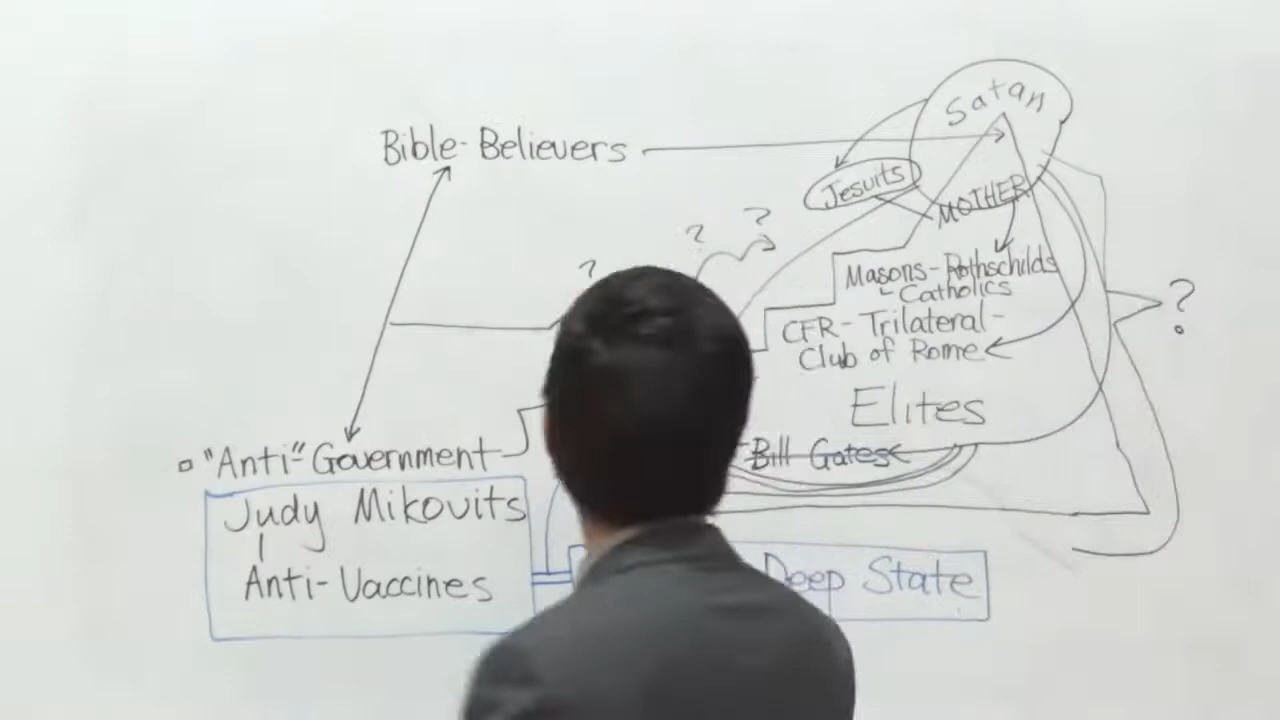 Satan
Bible-Believers
Jesuits
MOTHER
? ?
?
Masons-Rothschilds
Catholics
?
CFR-Trilateral-
Club of Rome
Elites
"Anti-" Government
Bill Gates
Judy Mikovits
Anti-Vaccines
Deep State